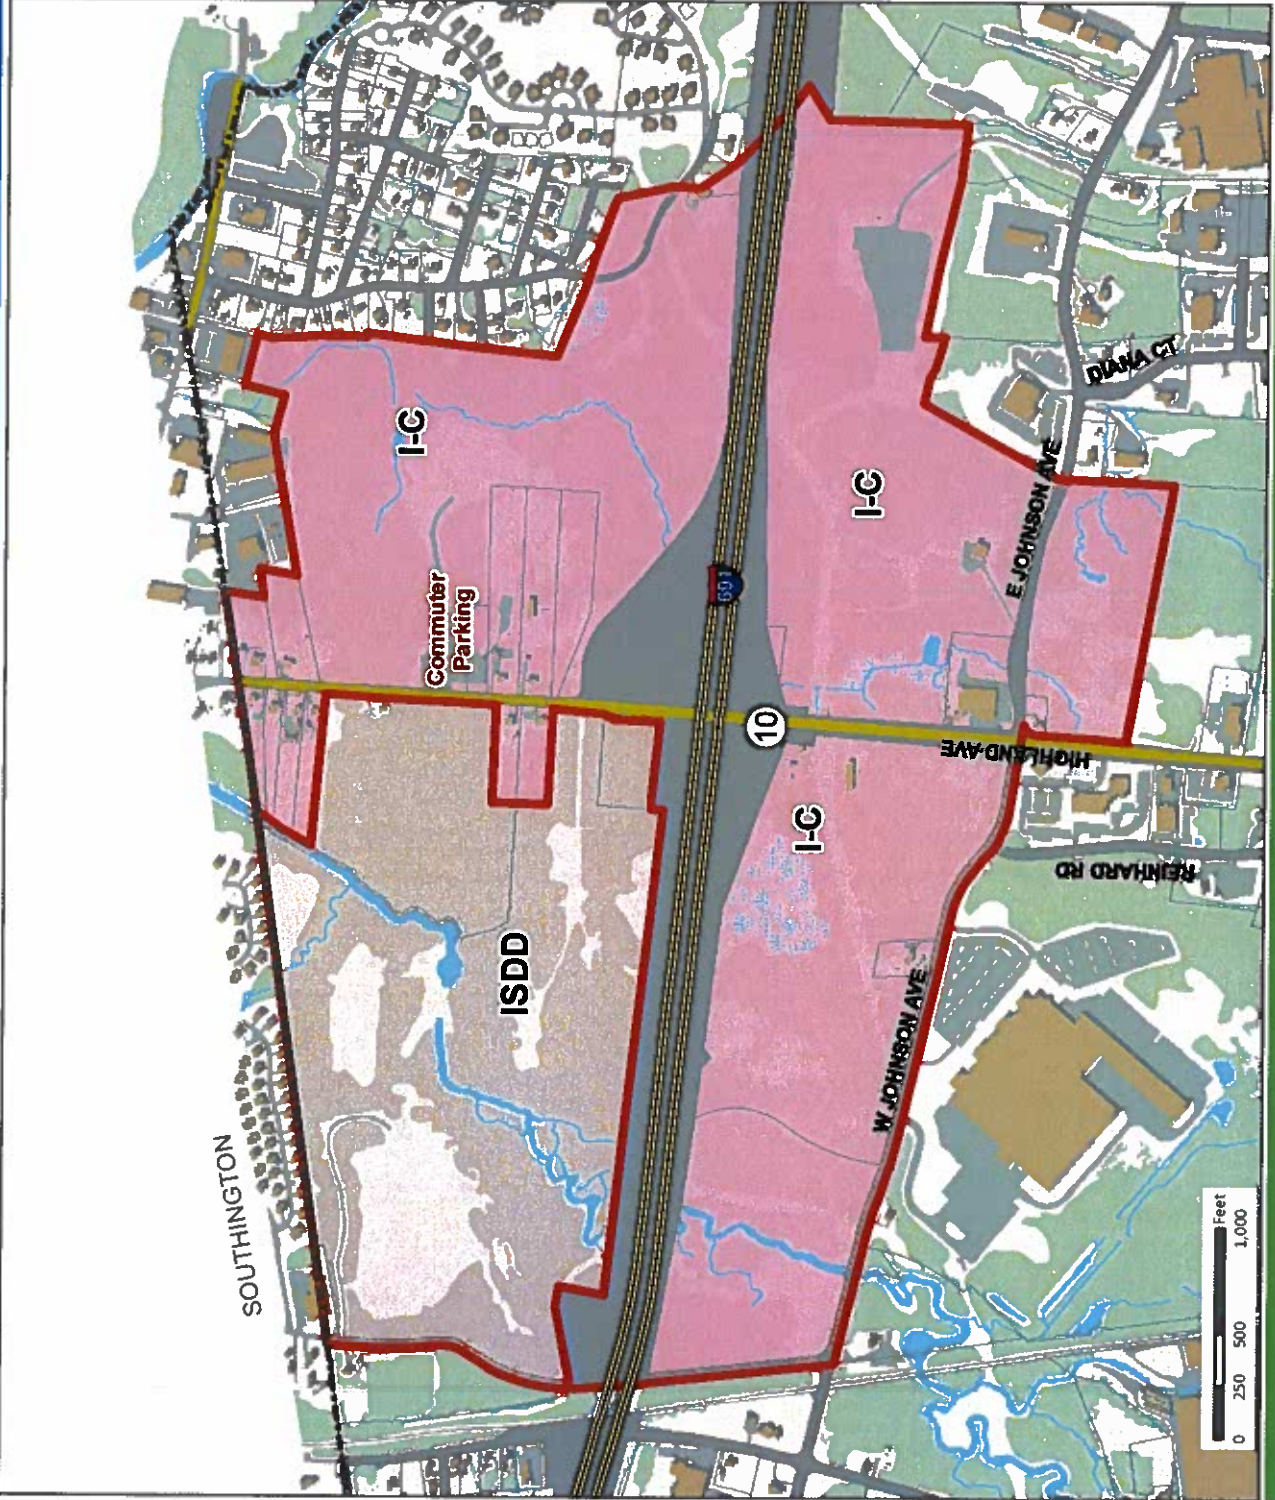 SOUTHINGTON
I-C
Commuter
Parking
ISDD
691
10
I-C
I-C
E JOHNSON AVE
DIANA CT
HIGHLAND AVE
REINHARD RD
W JOHNSON AVE
Feet
0 250 500 1,000